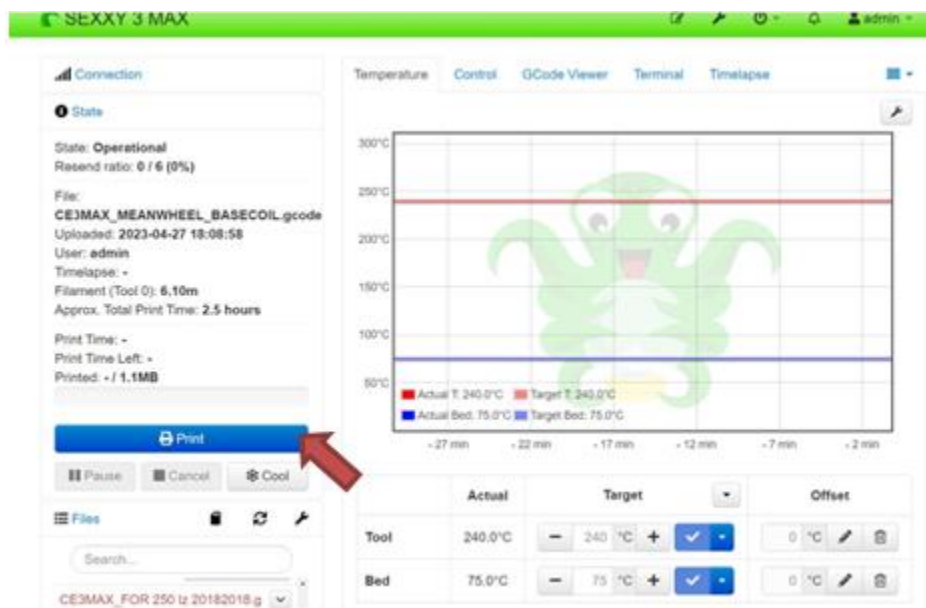 SEXXY 3 MAX
admin
Connection
Temperature Control GCode Viewer Terminal Timelapse
State
State: Operational
Resend ratio: 0 / 6 (0%)
File:
CE3MAX_MEANWHEEL_BASECOIL.gcode
Uploaded: 2023-04-27 18:08:58
User: admin
Timelapse: -
Filament (Tool 0): 6.10m
Approx. Total Print Time: 2.5 hours
Print Time: -
Print Time Left: -
Printed: - / 1.1MB
Print
Pause Cancel Cool
Files
Search...
CE3MAX_FOR 250 lz 20182018.g
300°C
250°C
200°C
150°C
100°C
50°C
Actual T: 240.0°C Target T: 240.0°C
Actual Bed: 75.0°C Target Bed: 75.0°C
- 27 min - 22 min - 17 min - 12 min - 7 min - 2 min
Actual Target Offset
Tool 240.0°C 240 °C 0 °C
Bed 75.0°C 75 °C 0 °C